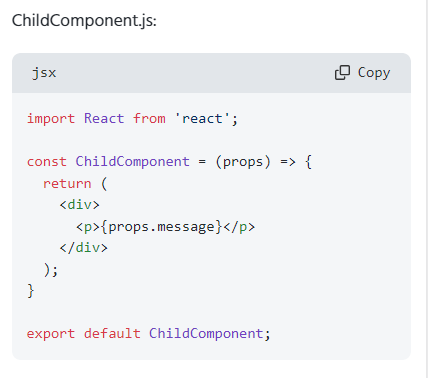 ChildComponent.js:
jsx
Copy
import React from 'react';
const ChildComponent = (props) => {
  return (
    <div>
      <p>{props.message}</p>
    </div>
  );
}
export default ChildComponent;